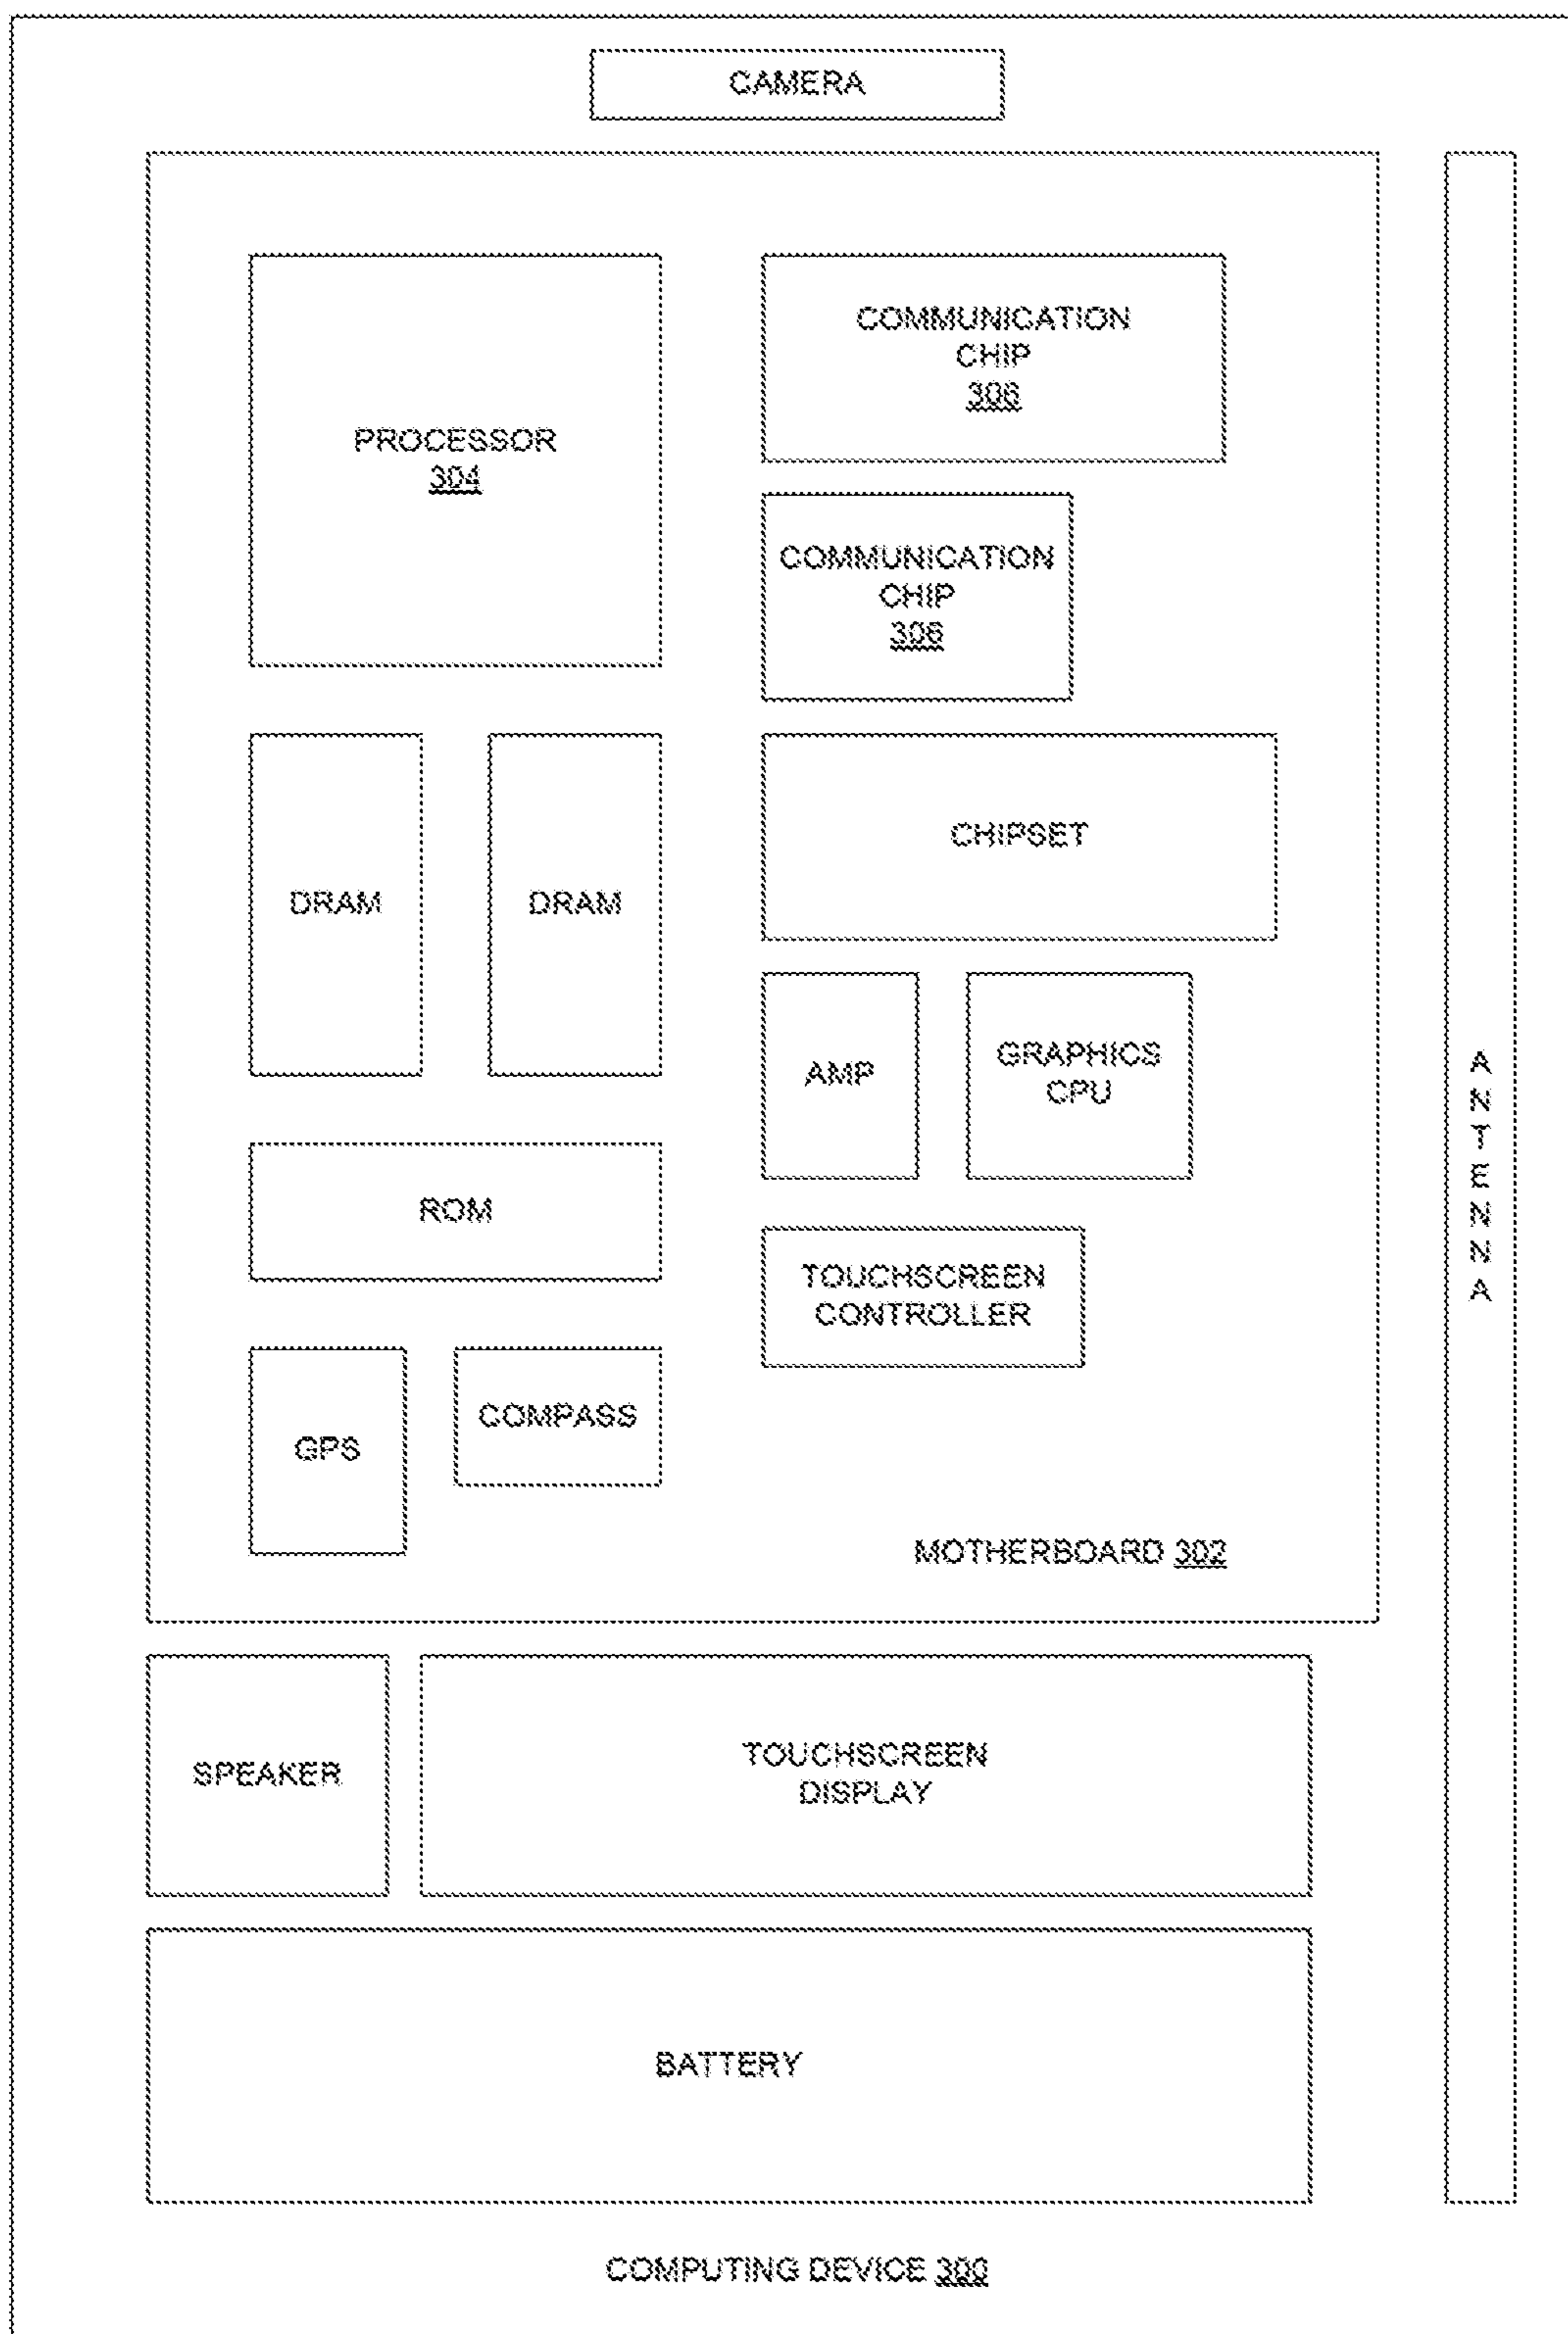 CAMERA
PROCESSOR
304
COMMUNICATION
CHIP
306
COMMUNICATION
CHIP
306
DRAM
DRAM
CHIPSET
AMP
GRAPHICS
CPU
ROM
TOUCHSCREEN
CONTROLLER
GPS
COMPASS
MOTHERBOARD 302
ANTENNA
SPEAKER
TOUCHSCREEN
DISPLAY
BATTERY
COMPUTING DEVICE 300